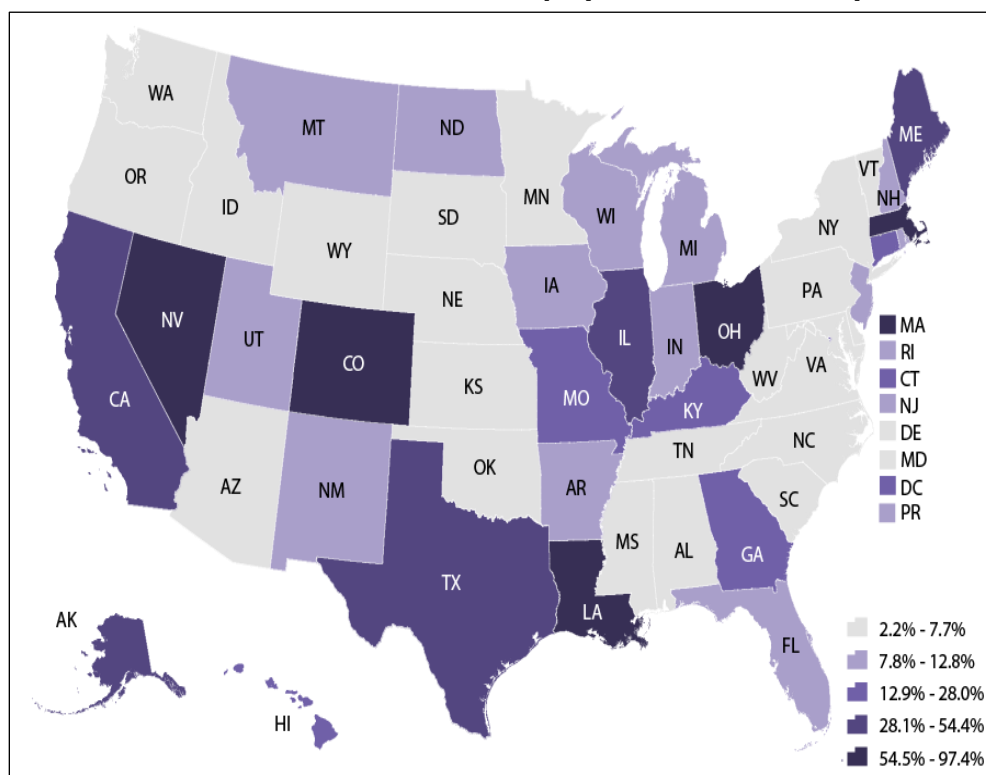 WA
MT
ND
ME
OR
ID
MN
VT
NH
SD
WI
NY
WY
MI
IA
PA
NE
NV
UT
CO
IL
IN
OH
MA
RI
CT
NJ
DE
MD
DC
PR
CA
KS
MO
WV
VA
KY
NC
TN
AZ
NM
OK
AR
SC
MS
AL
GA
TX
LA
AK
FL
HI
2.2% - 7.7%
7.8% - 12.8%
12.9% - 28.0%
28.1% - 54.4%
54.5% - 97.4%